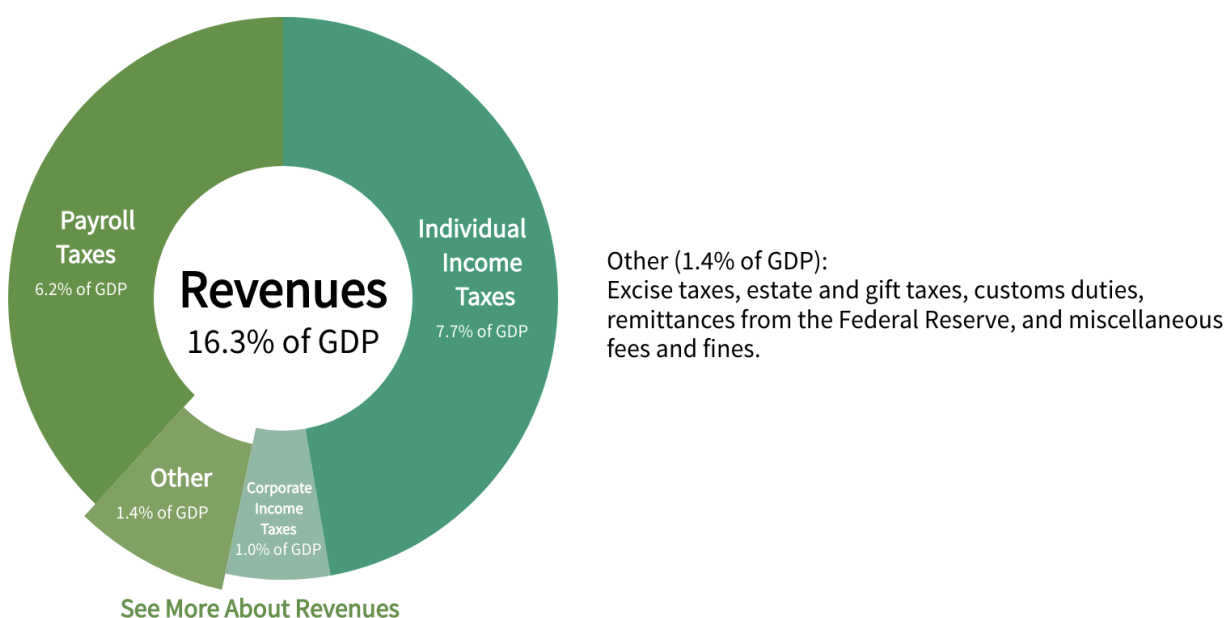 Payroll
Taxes
6.2% of GDP
Individual
Income
Taxes
7.7% of GDP
Revenues
16.3% of GDP
Other
1.4% of GDP
Corporate
Income
Taxes
1.0% of GDP
See More About Revenues
Other (1.4% of GDP):
Excise taxes, estate and gift taxes, customs duties,
remittances from the Federal Reserve, and miscellaneous
fees and fines.